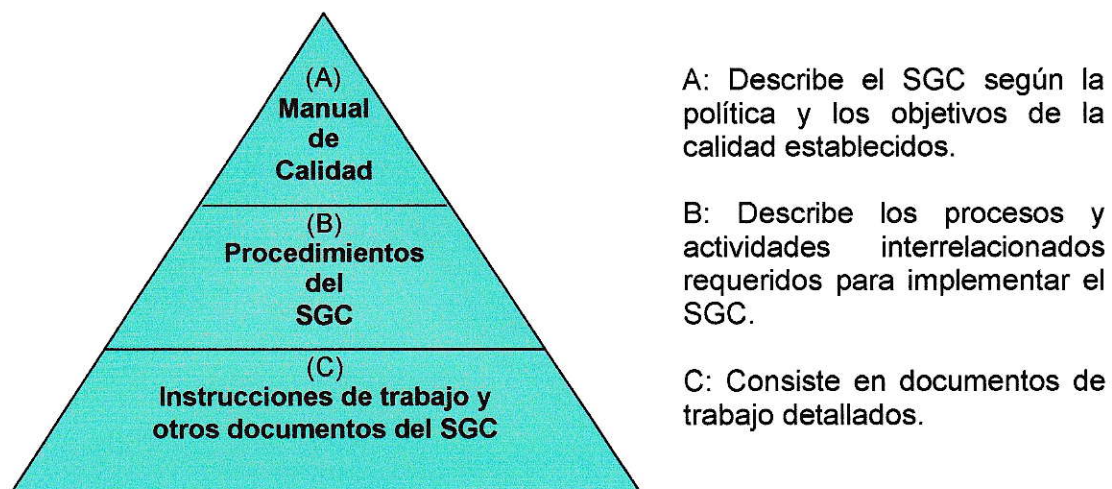 (A)
Manual
de
Calidad
(B)
Procedimientos
del
SGC
(C)
Instrucciones de trabajo y
otros documentos del SGC
A: Describe el SGC según la
política y los objetivos de la
calidad establecidos.
B: Describe los procesos y
actividades interrelacionados
requeridos para implementar el
SGC.
C: Consiste en documentos de
trabajo detallados.